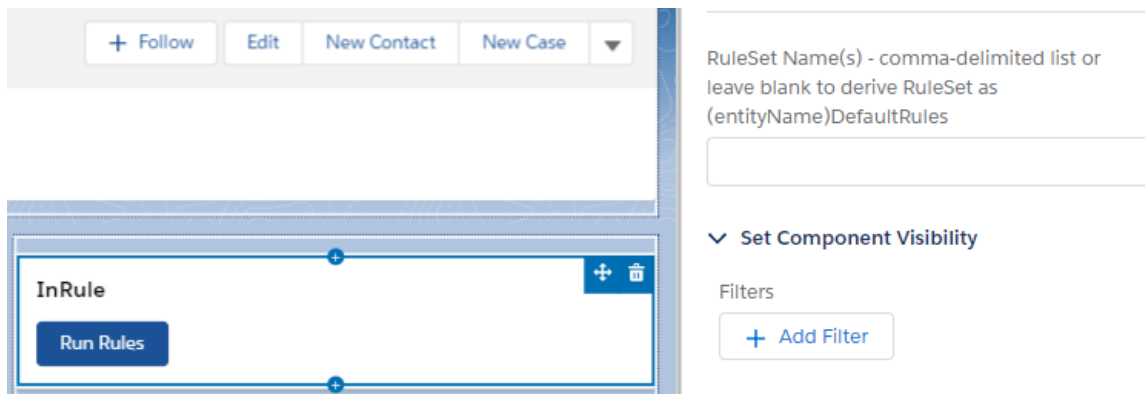 + Follow
Edit
New Contact
New Case
InRule
Run Rules
RuleSet Name(s) - comma-delimited list or
leave blank to derive RuleSet as
(entityName)DefaultRules
Set Component Visibility
Filters
+ Add Filter